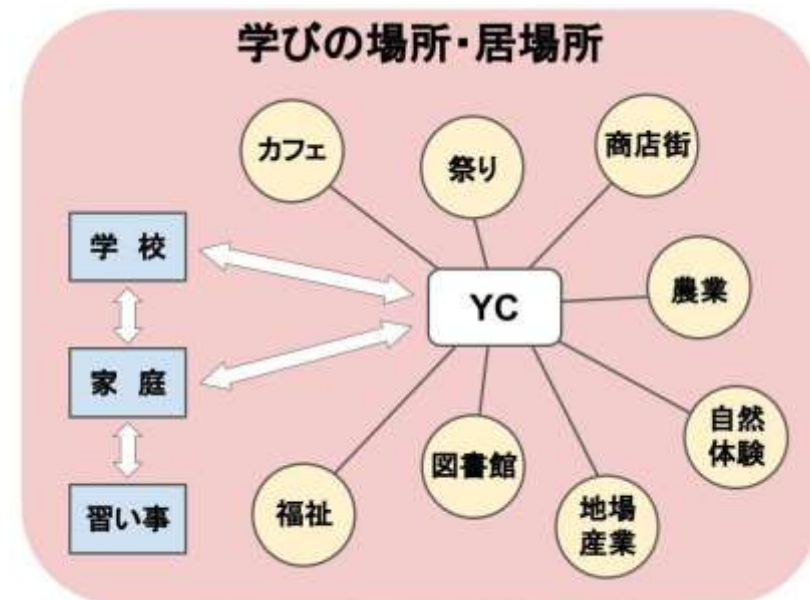 学びの場所・居場所
カフェ
祭り
商店街
学校
YC
農業
家庭
自然
体験
図書館
習い事
福祉
地場
産業